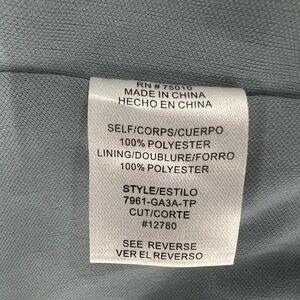 RN # 75010
MADE IN CHINA
HECHO EN CHINA
SELF/CORPS/CUERPO
100% POLYESTER
LINING/DOUBLURE/FORRO
100% POLYESTER
STYLE/ESTILO
7961-GA3A-TP
CUT/CORTE
#12780
SEE REVERSE
VER EL REVERSO